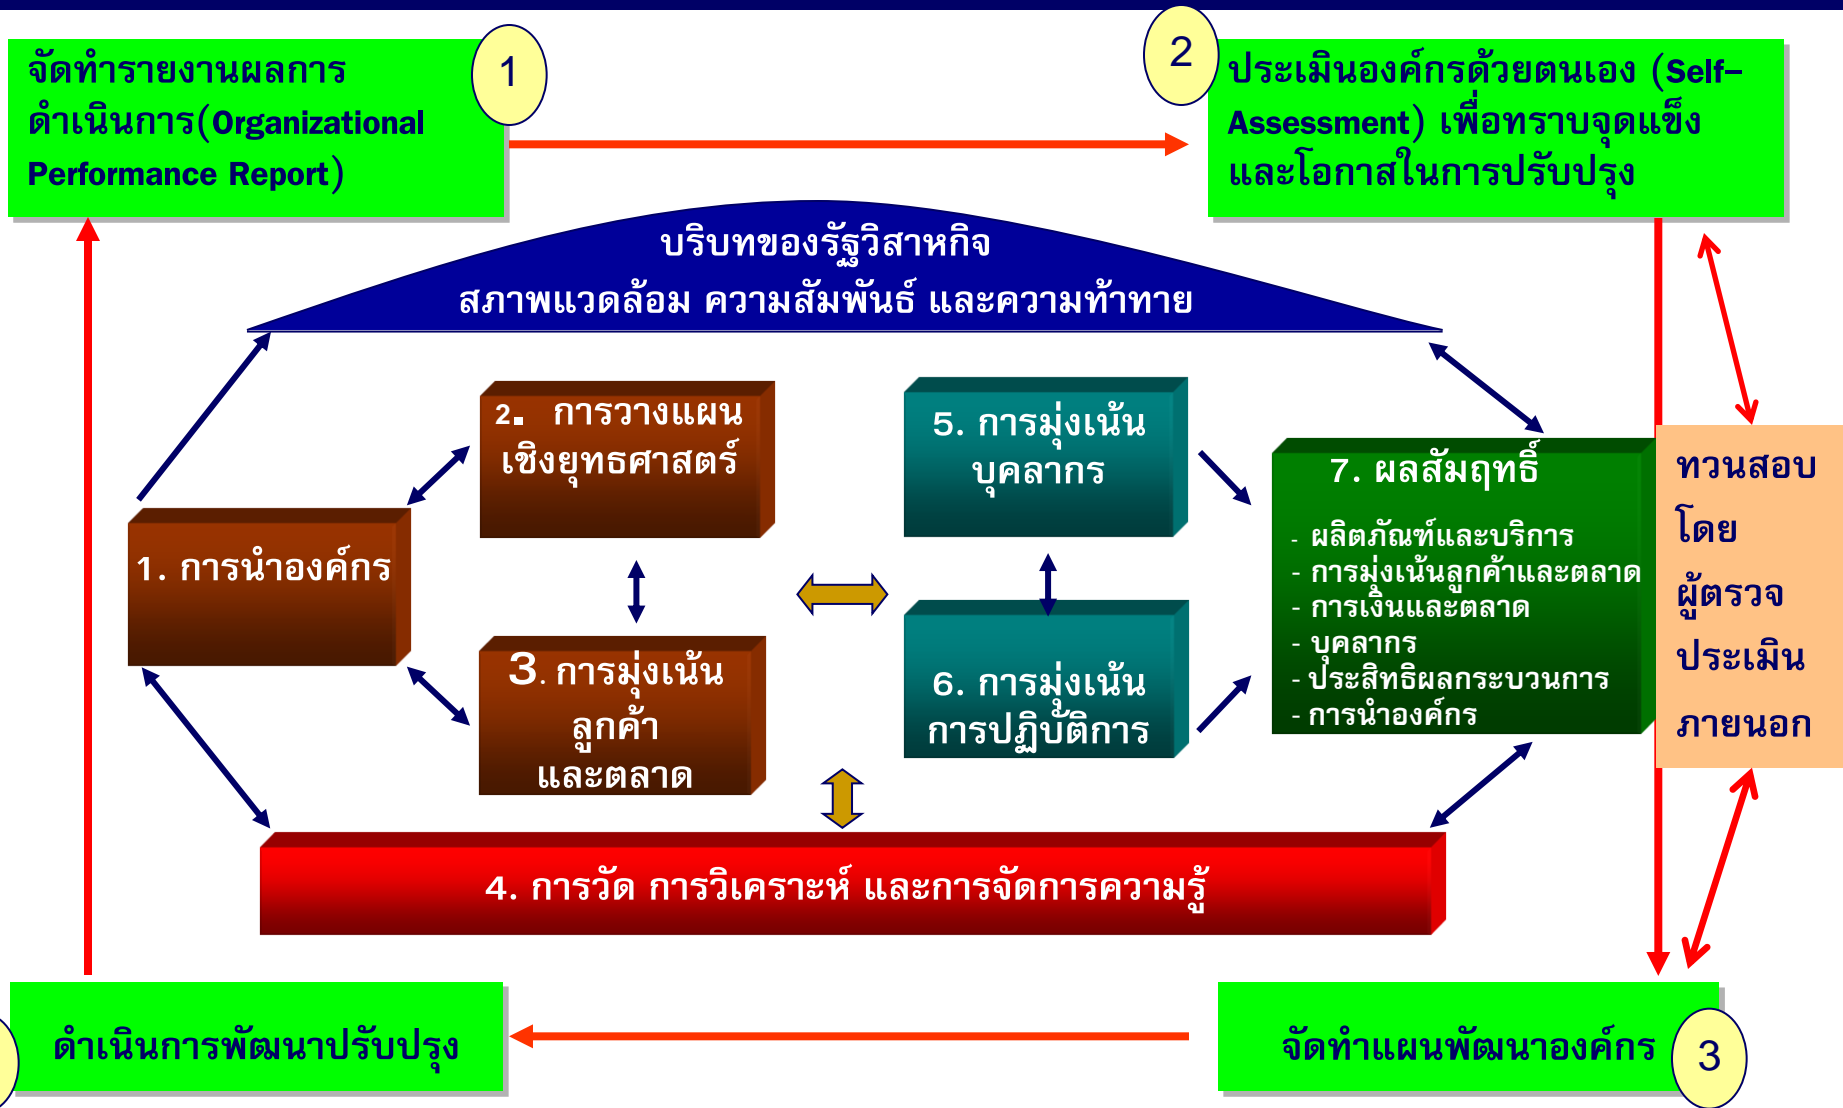 จัดทำรายงานผลการ
ดำเนินการ(Organizational
Performance Report)
1
2
ประเมินองค์กรด้วยตนเอง (Self-
Assessment) เพื่อทราบจุดแข็ง
และโอกาสในการปรับปรุง
บริบทของรัฐวิสาหกิจ
สภาพแวดล้อม ความสัมพันธ์ และความท้าทาย
1. การนำองค์กร
2. การวางแผน
เชิงยุทธศาสตร์
3. การมุ่งเน้น
ลูกค้า
และตลาด
5. การมุ่งเน้น
บุคลากร
6. การมุ่งเน้น
การปฏิบัติการ
7. ผลสัมฤทธิ์
- ผลิตภัณฑ์และบริการ
- การมุ่งเน้นลูกค้าและตลาด
- การเงินและตลาด
- บุคลากร
- ประสิทธิผลกระบวนการ
- การนำองค์กร
ทวนสอบ
โดย
ผู้ตรวจ
ประเมิน
ภายนอก
4. การวัด การวิเคราะห์ และการจัดการความรู้
ดำเนินการพัฒนาปรับปรุง
จัดทำแผนพัฒนาองค์กร
3